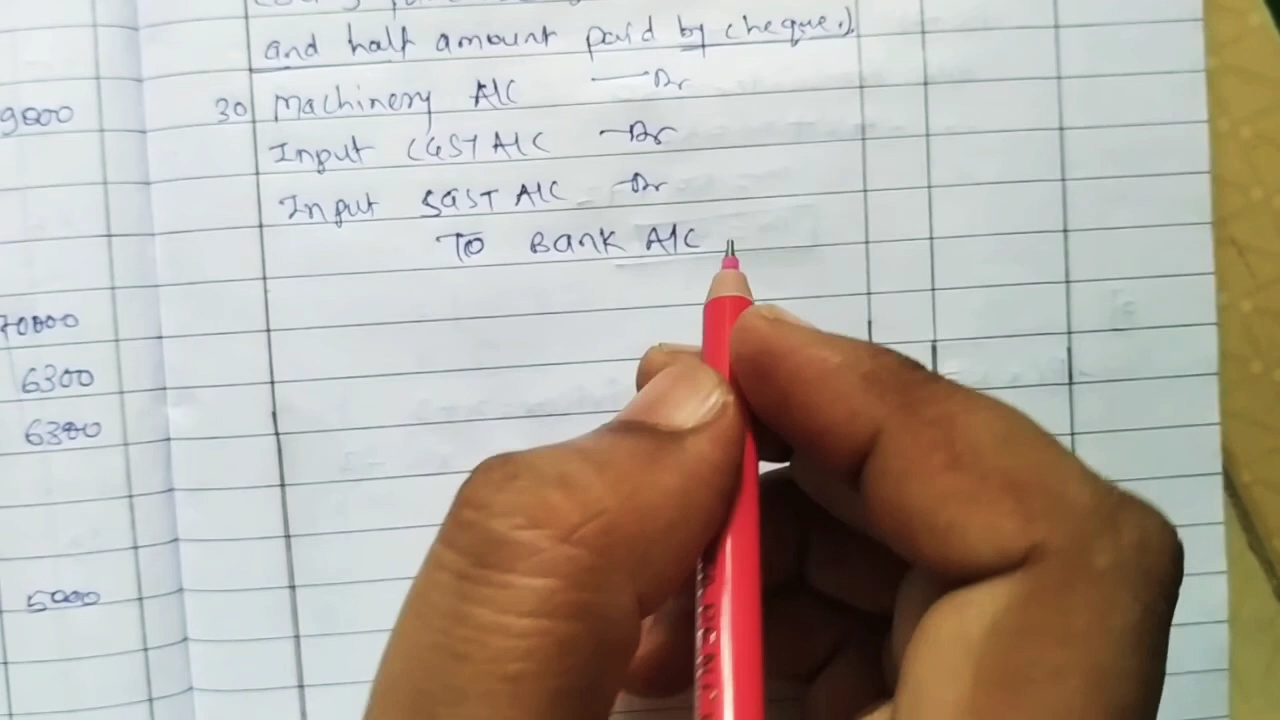 and half amount paid by cheque.)
9800
30 Machinery A/C — Dr
Input CGST A/C — Dr
Input SGST A/C — Dr
To Bank A/C
70000
6300
6300
5000